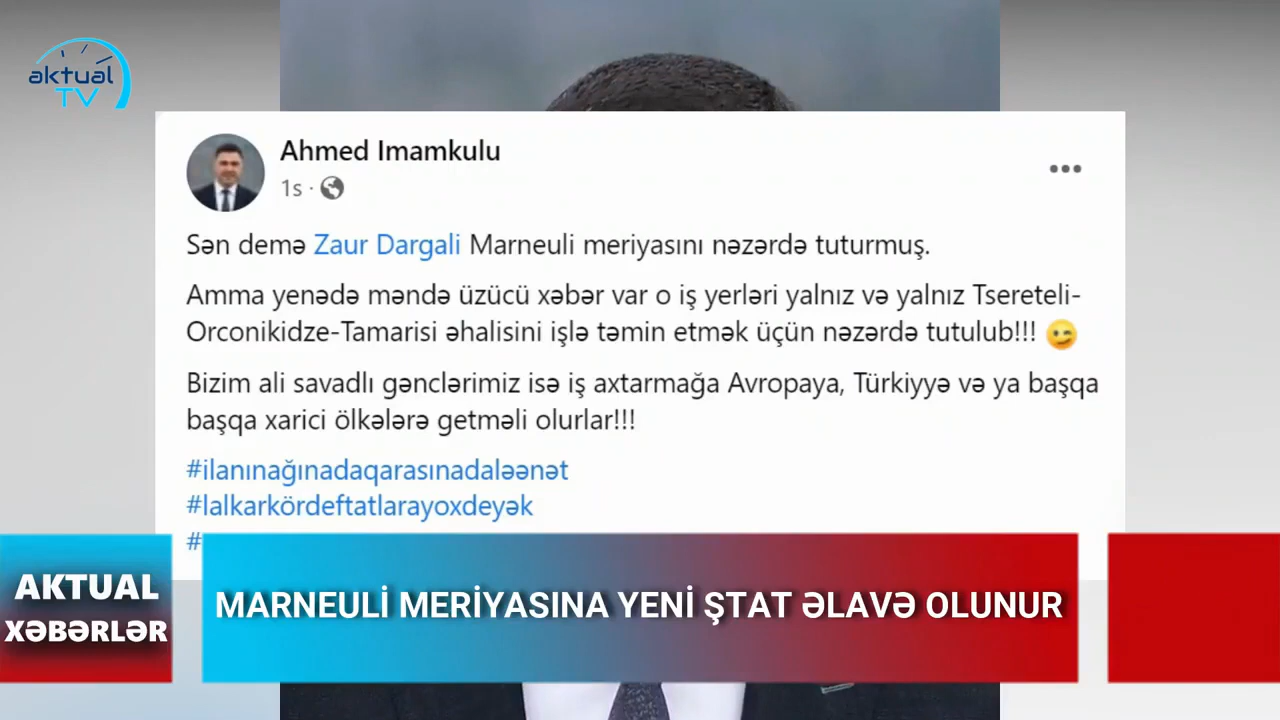 aktual
TV
Ahmed Imamkulu
1s ·
Sən demə Zaur Dargali Marneuli meriyasını nəzərdə tuturmuş.
Amma yenədə məndə üzücü xəbər var o iş yerləri yalnız və yalnız Tsereteli-
Orconikidze-Tamarisi əhalisini işlə təmin etmək üçün nəzərdə tutulub!!! 😉
Bizim ali savadlı gənclərimiz isə iş axtarmağa Avropaya, Türkiyyə və ya başqa
başqa xarici ölkələrə getməli olurlar!!!
#ilanınağınadaqarasınadaləənət
#lalkarkördeftatlarayoxdeyək
#
AKTUAL
XƏBƏRLƏR
MARNEULİ MERİYASINA YENİ ŞTAT ƏLAVƏ OLUNUR